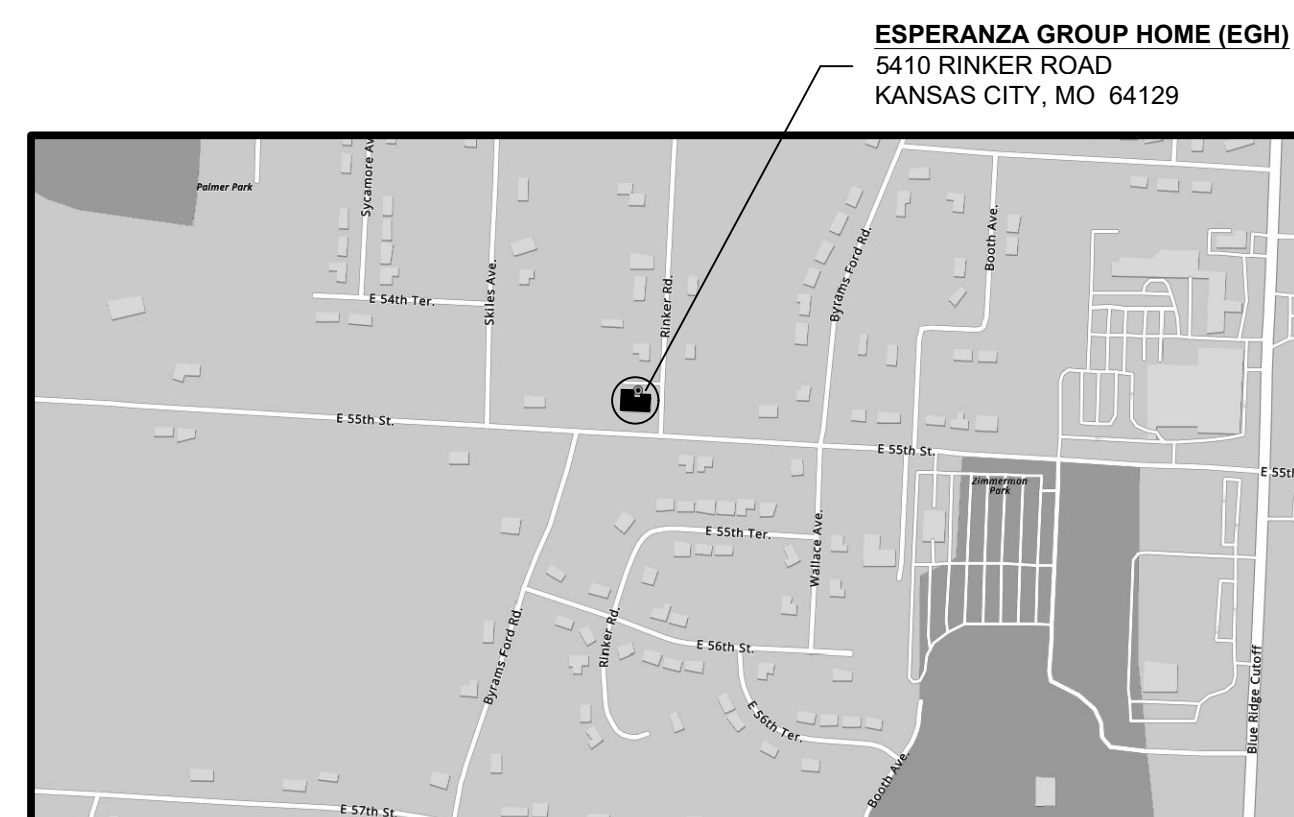 ESPERANZA GROUP HOME (EGH)
5410 RINKER ROAD
KANSAS CITY, MO 64129
Palmer Park
Sycamore Av
Skiles Ave.
E 54th Ter.
Rinker Rd.
Byrams Ford Rd.
Booth Ave.
E 55th St.
E 55th St.
E 55t
Zimmerman
Park
E 55th Ter.
Wallace Ave.
Rinker Rd.
Byrams Ford Rd.
E 56th St.
E 56th Ter.
Blue Ridge Cutoff
Booth Ave.
E 57th St.